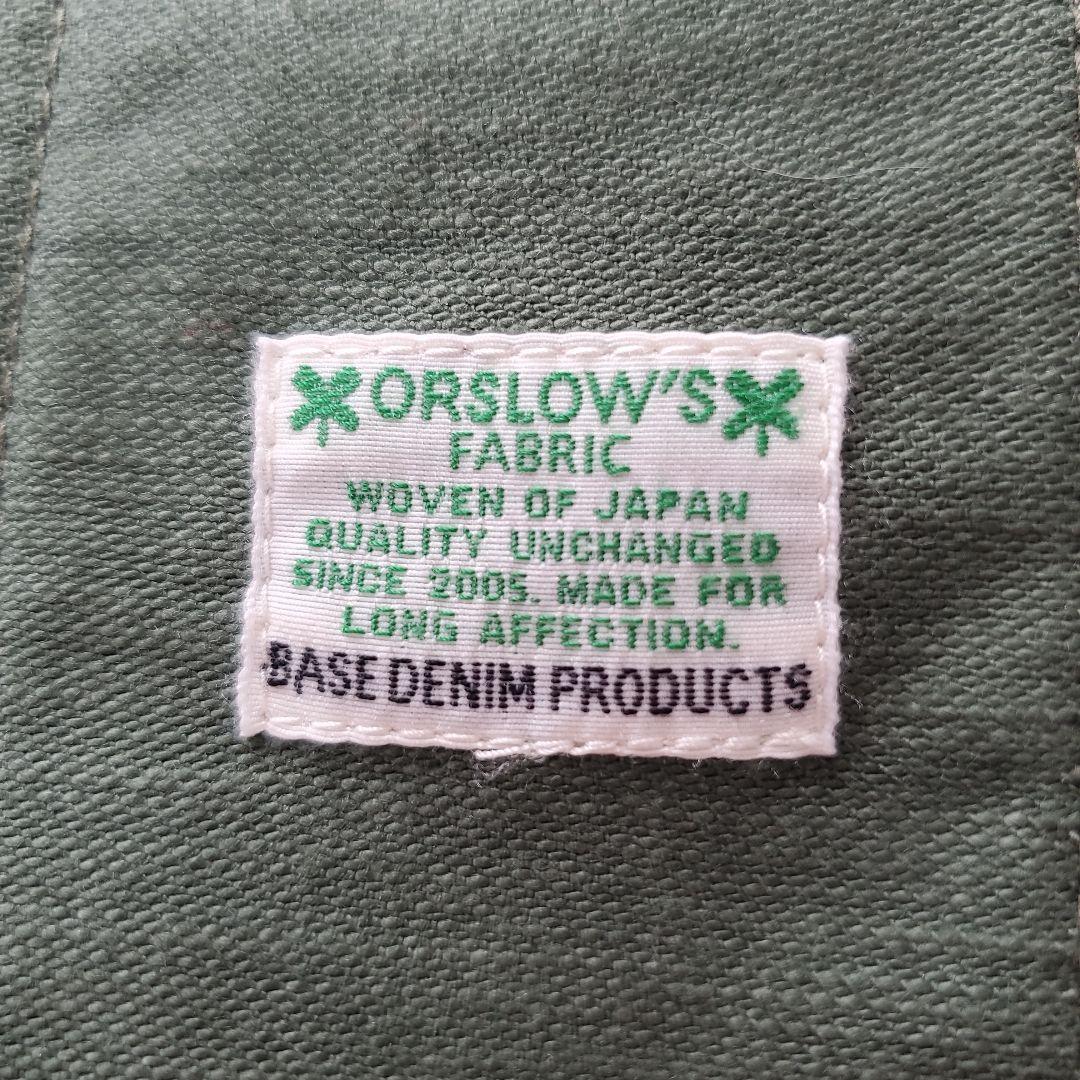 ORSLOW'S
FABRIC
WOVEN OF JAPAN
QUALITY UNCHANGED
SINCE 2005. MADE FOR
LONG AFFECTION.
BASE DENIM PRODUCTS